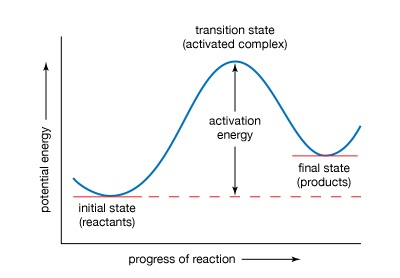 transition state
(activated complex)
activation
energy
potential energy
final state
(products)
initial state
(reactants)
progress of reaction